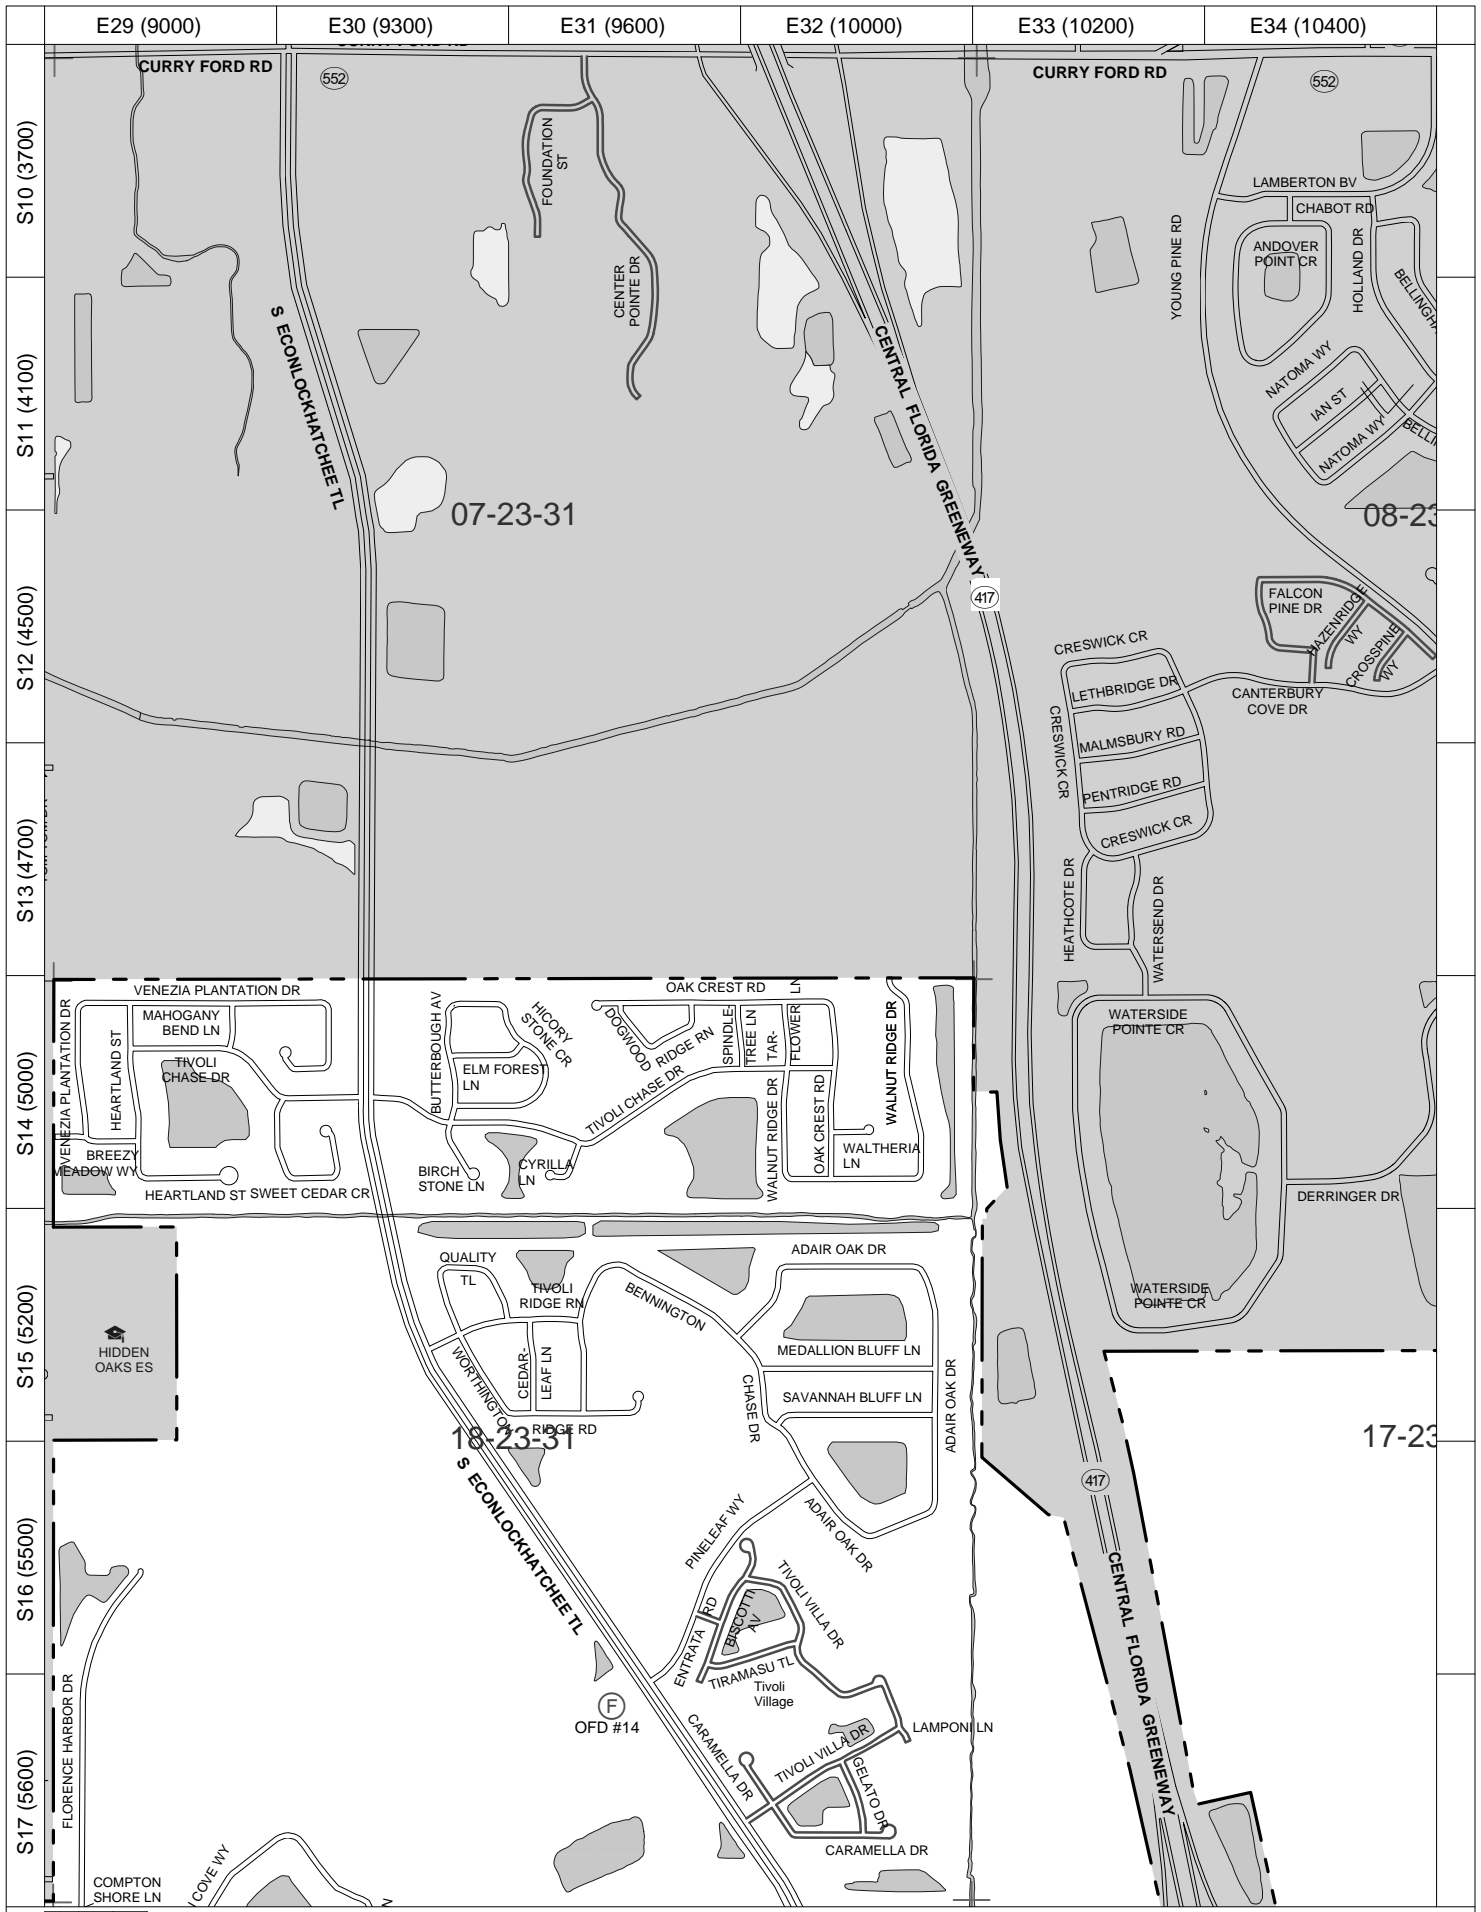 E29 (9000)
E30 (9300)
E31 (9600)
E32 (10000)
E33 (10200)
E34 (10400)
CURRY FORD RD
CURRY FORD RD
552
CURRY FORD RD
552
S10 (3700)
S11 (4100)
S12 (4500)
S13 (4700)
S14 (5000)
S15 (5200)
S16 (5500)
S17 (5600)
FOUNDATION
ST
CENTER
POINTE DR
S ECONLOCKHATCHEE TL
CENTRAL FLORIDA GREENEWAY
417
YOUNG PINE RD
LAMBERTON BV
CHABOT RD
ANDOVER
POINT CR
HOLLAND DR
NATOMA WY
IAN ST
NATOMA WY
07-23-31
08-23
FALCON
PINE DR
HAZENRIDGE
WY
CROSSPINE
WY
CANTERBURY
COVE DR
CRESWICK CR
LETHBRIDGE DR
CRESWICK CR
MALMSBURY RD
PENTRIDGE RD
CRESWICK CR
HEATHCOTE DR
WATERSEND DR
WATERSIDE
POINTE CR
DERRINGER DR
WATERSIDE
POINTE CR
VENEZIA PLANTATION DR
VENEZIA PLANTATION DR
MAHOGANY
BEND LN
HEARTLAND ST
TIVOLI
CHASE DR
BREEZY
MEADOW WY
HEARTLAND ST
SWEET CEDAR CR
BUTTERBOUGH AV
HICORY
STONE CR
ELM FOREST
LN
BIRCH
STONE LN
CYRILLA
LN
TIVOLI CHASE DR
OAK CREST RD
DOGWOOD
RIDGE RN
SPINDLE-
TREE LN
TAR-
FLOWER LN
WALNUT RIDGE DR
WALNUT RIDGE DR
OAK CREST RD
WALTHERIA
LN
HIDDEN
OAKS ES
QUALITY
TL
TIVOLI
RIDGE RN
BENNINGTON
CHASE DR
ADAIR OAK DR
MEDALLION BLUFF LN
SAVANNAH BLUFF LN
ADAIR OAK DR
CEDAR-
LEAF LN
WORTHINGTON
RIDGE RD
18-23-31
17-23
S ECONLOCKHATCHEE TL
PINELEAF WY
ADAIR OAK DR
417
CENTRAL FLORIDA GREENEWAY
TIVOLI VILLA DR
BISCOTTI
AV
ENTRATA RD
TIRAMASU TL
Tivoli
Village
F
OFD #14
CARAMELLA DR
TIVOLI VILLA DR
LAMPONI LN
GELATO DR
CARAMELLA DR
FLORENCE HARBOR DR
COMPTON
SHORE LN
COVE WY